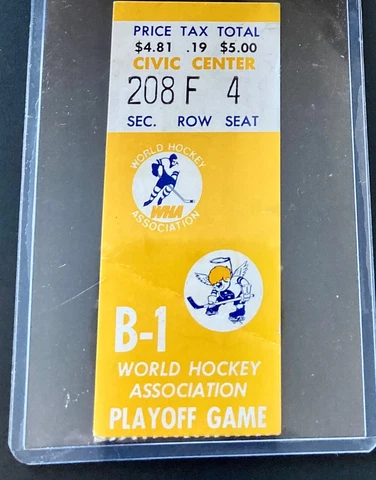 PRICE TAX TOTAL
$4.81 .19 $5.00
CIVIC CENTER
208 F 4
SEC. ROW SEAT
WORLD HOCKEY
WHA
ASSOCIATION
B-1
WORLD HOCKEY
ASSOCIATION
PLAYOFF GAME